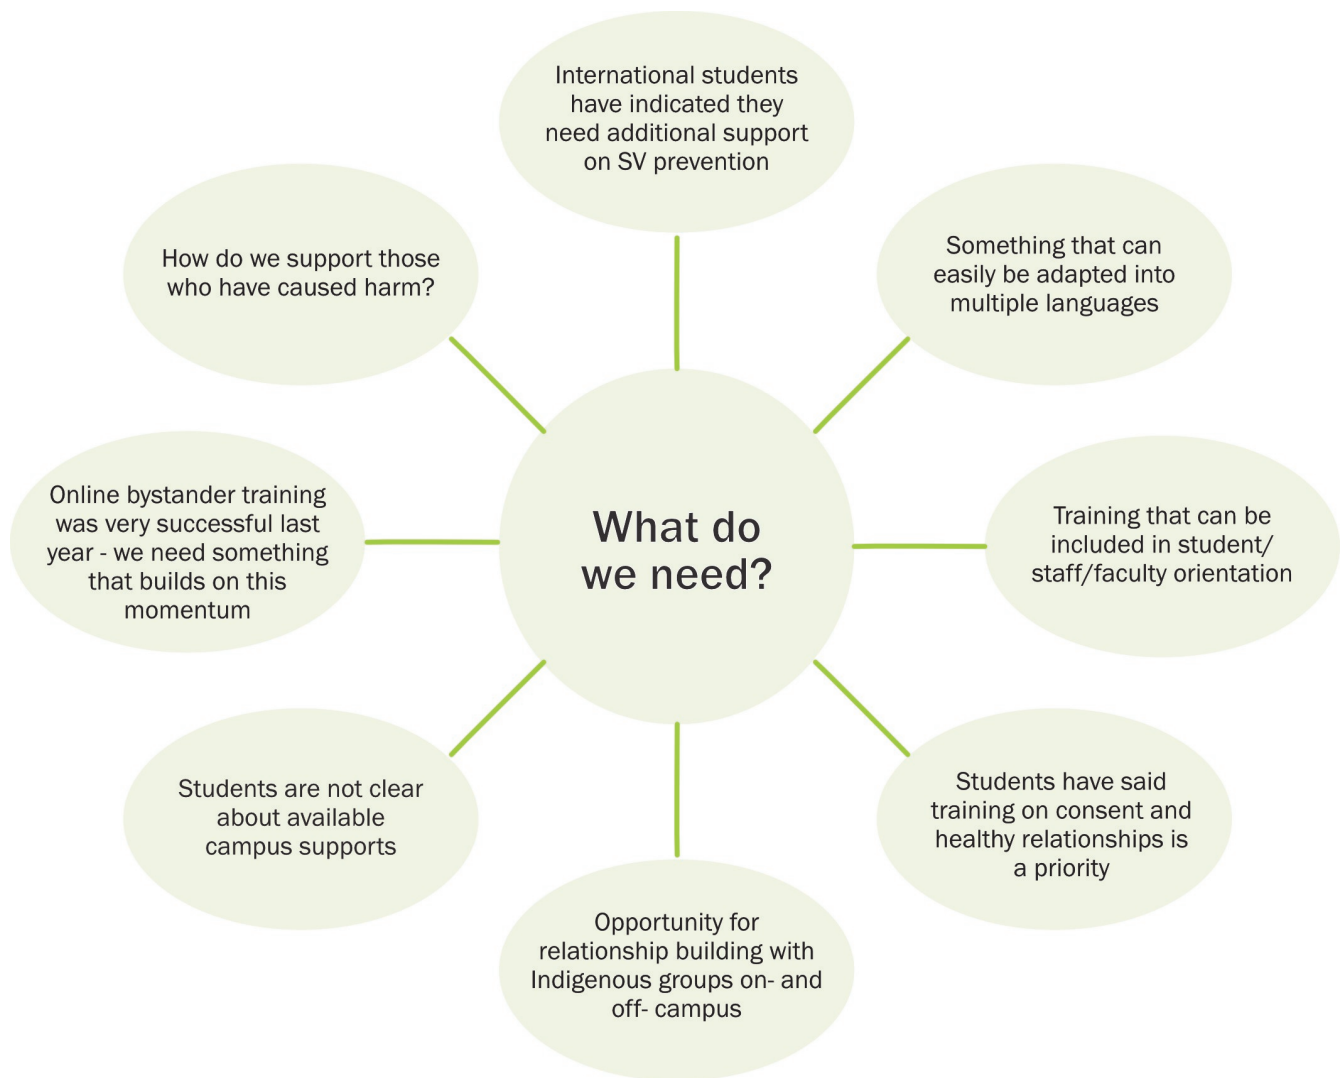 International students
have indicated they
need additional support
on SV prevention
How do we support those
who have caused harm?
Something that can
easily be adapted into
multiple languages
Online bystander training
was very successful last
year - we need something
that builds on this
momentum
What do
we need?
Training that can be
included in student/
staff/faculty orientation
Students are not clear
about available
campus supports
Students have said
training on consent and
healthy relationships is
a priority
Opportunity for
relationship building with
Indigenous groups on- and
off- campus